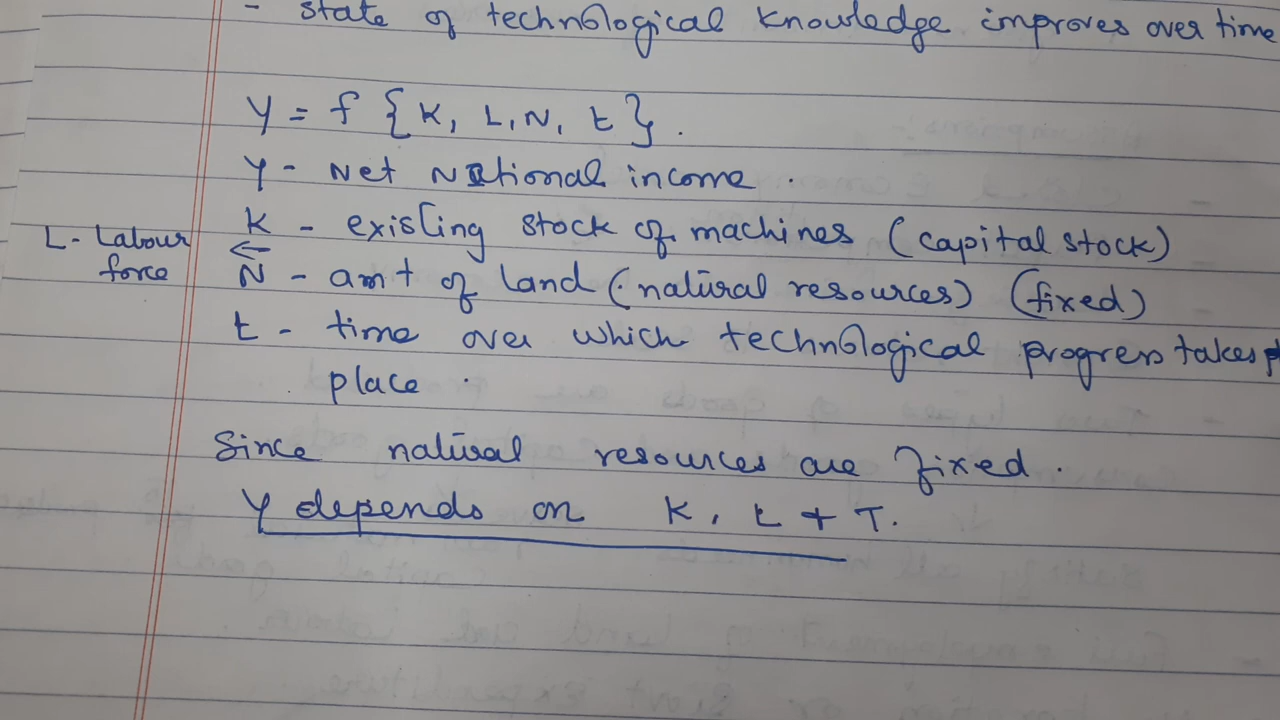 - state of technological knowledge improves over time
Y = f {K, L, N, t}.
Y - Net National income.
K - existing stock of machines (capital stock)
L - Labour force
N - amt of land (natural resources) (fixed)
t - time over which technological progress takes
place.
Since natural resources are fixed.
Y depends on K, L + T.